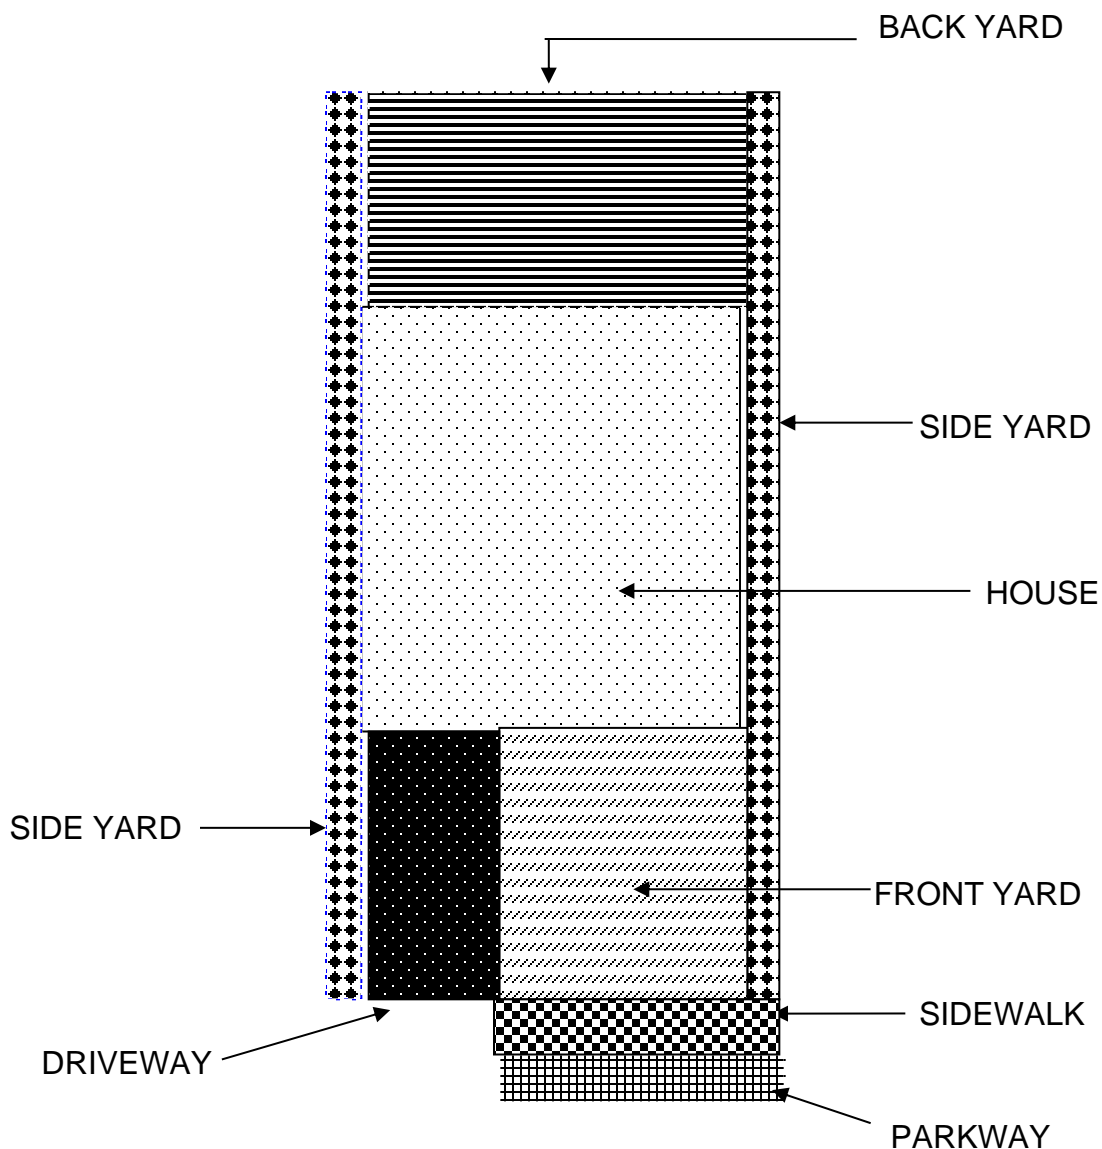 BACK YARD
SIDE YARD
HOUSE
SIDE YARD
FRONT YARD
SIDEWALK
DRIVEWAY
PARKWAY